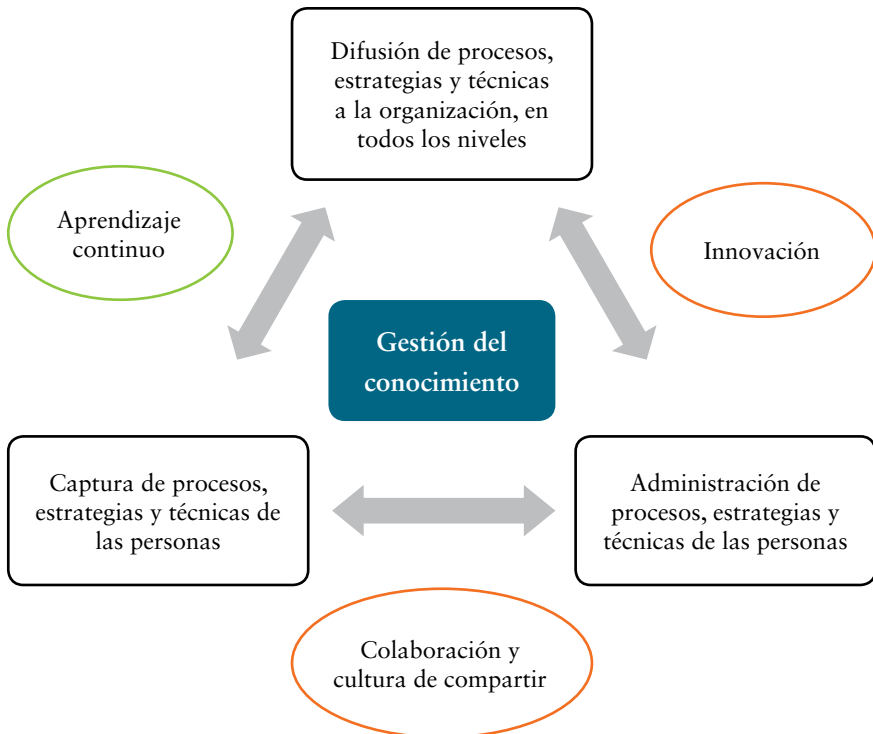 Difusión de procesos,
estrategias y técnicas
a la organización, en
todos los niveles
Aprendizaje
continuo
Innovación
Gestión del
conocimiento
Captura de procesos,
estrategias y técnicas de
las personas
Administración de
procesos, estrategias y
técnicas de las personas
Colaboración y
cultura de compartir